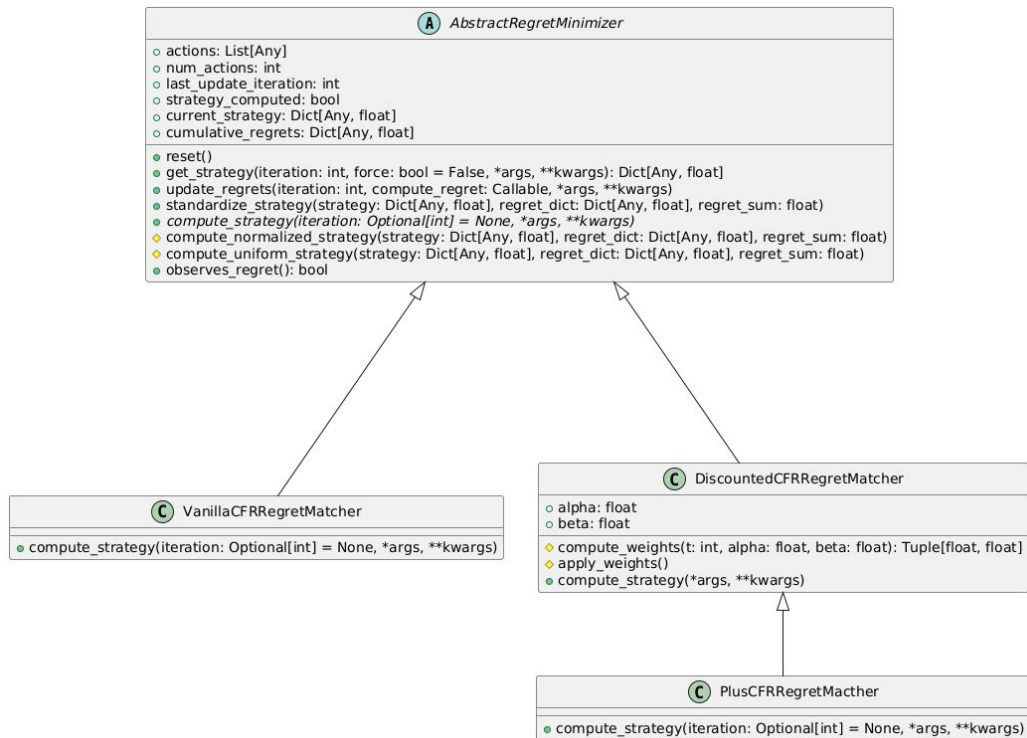 A AbstractRegretMinimizer
actions: List[Any]
num_actions: int
last_update_iteration: int
strategy_computed: bool
current_strategy: Dict[Any, float]
cumulative_regrets: Dict[Any, float]
reset()
get_strategy(iteration: int, force: bool = False, *args, **kwargs): Dict[Any, float]
update_regrets(iteration: int, compute_regret: Callable, *args, **kwargs)
standardize_strategy(strategy: Dict[Any, float], regret_dict: Dict[Any, float], regret_sum: float)
compute_strategy(iteration: Optional[int] = None, *args, **kwargs)
compute_normalized_strategy(strategy: Dict[Any, float], regret_dict: Dict[Any, float], regret_sum: float)
compute_uniform_strategy(strategy: Dict[Any, float], regret_dict: Dict[Any, float], regret_sum: float)
observes_regret(): bool
C VanillaCFRRegretMatcher
compute_strategy(iteration: Optional[int] = None, *args, **kwargs)
C DiscountedCFRRegretMatcher
alpha: float
beta: float
compute_weights(t: int, alpha: float, beta: float): Tuple[float, float]
apply_weights()
compute_strategy(*args, **kwargs)
C PlusCFRRegretMacther
compute_strategy(iteration: Optional[int] = None, *args, **kwargs)